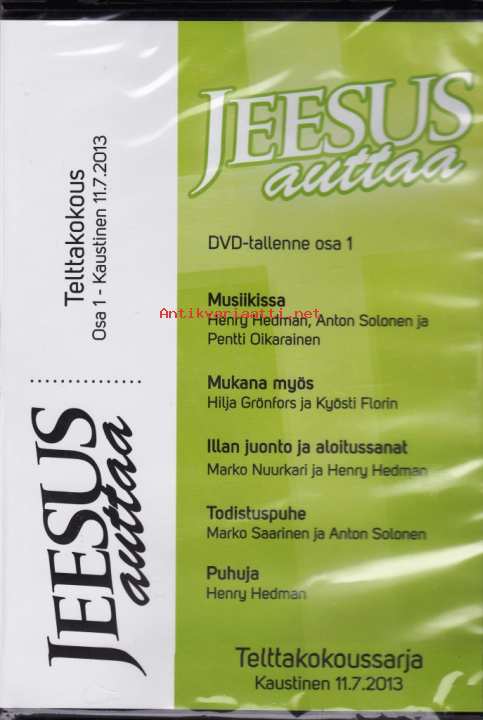 Telttakokous
Osa 1 - Kaustinen 11.7.2013
JEESUS
auttaa
JEESUS
auttaa
DVD-tallenne osa 1
Musiikissa
Antikvariaatti.net
Henry Hedman, Anton Solonen ja
Pentti Oikarainen
Mukana myös
Hilja Grönfors ja Kyösti Florin
Illan juonto ja aloitussanat
Marko Nuurkari ja Henry Hedman
Todistuspuhe
Marko Saarinen ja Anton Solonen
Puhuja
Henry Hedman
Telttakokoussarja
Kaustinen 11.7.2013